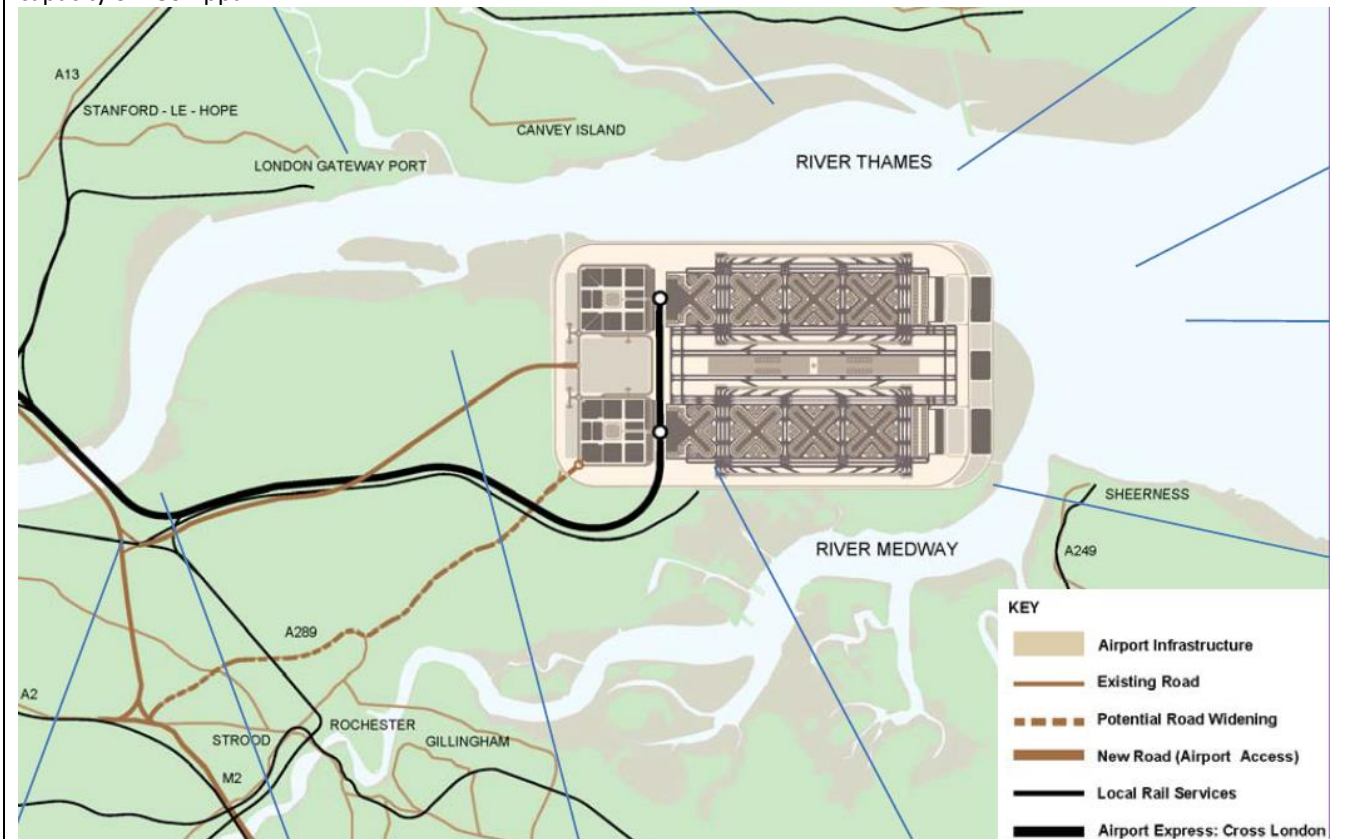 A13
STANFORD - LE - HOPE
CANVEY ISLAND
LONDON GATEWAY PORT
RIVER THAMES
SHEERNESS
RIVER MEDWAY
A249
A289
A2
STROOD
ROCHESTER
GILLINGHAM
M2
KEY
Airport Infrastructure
Existing Road
Potential Road Widening
New Road (Airport Access)
Local Rail Services
Airport Express: Cross London